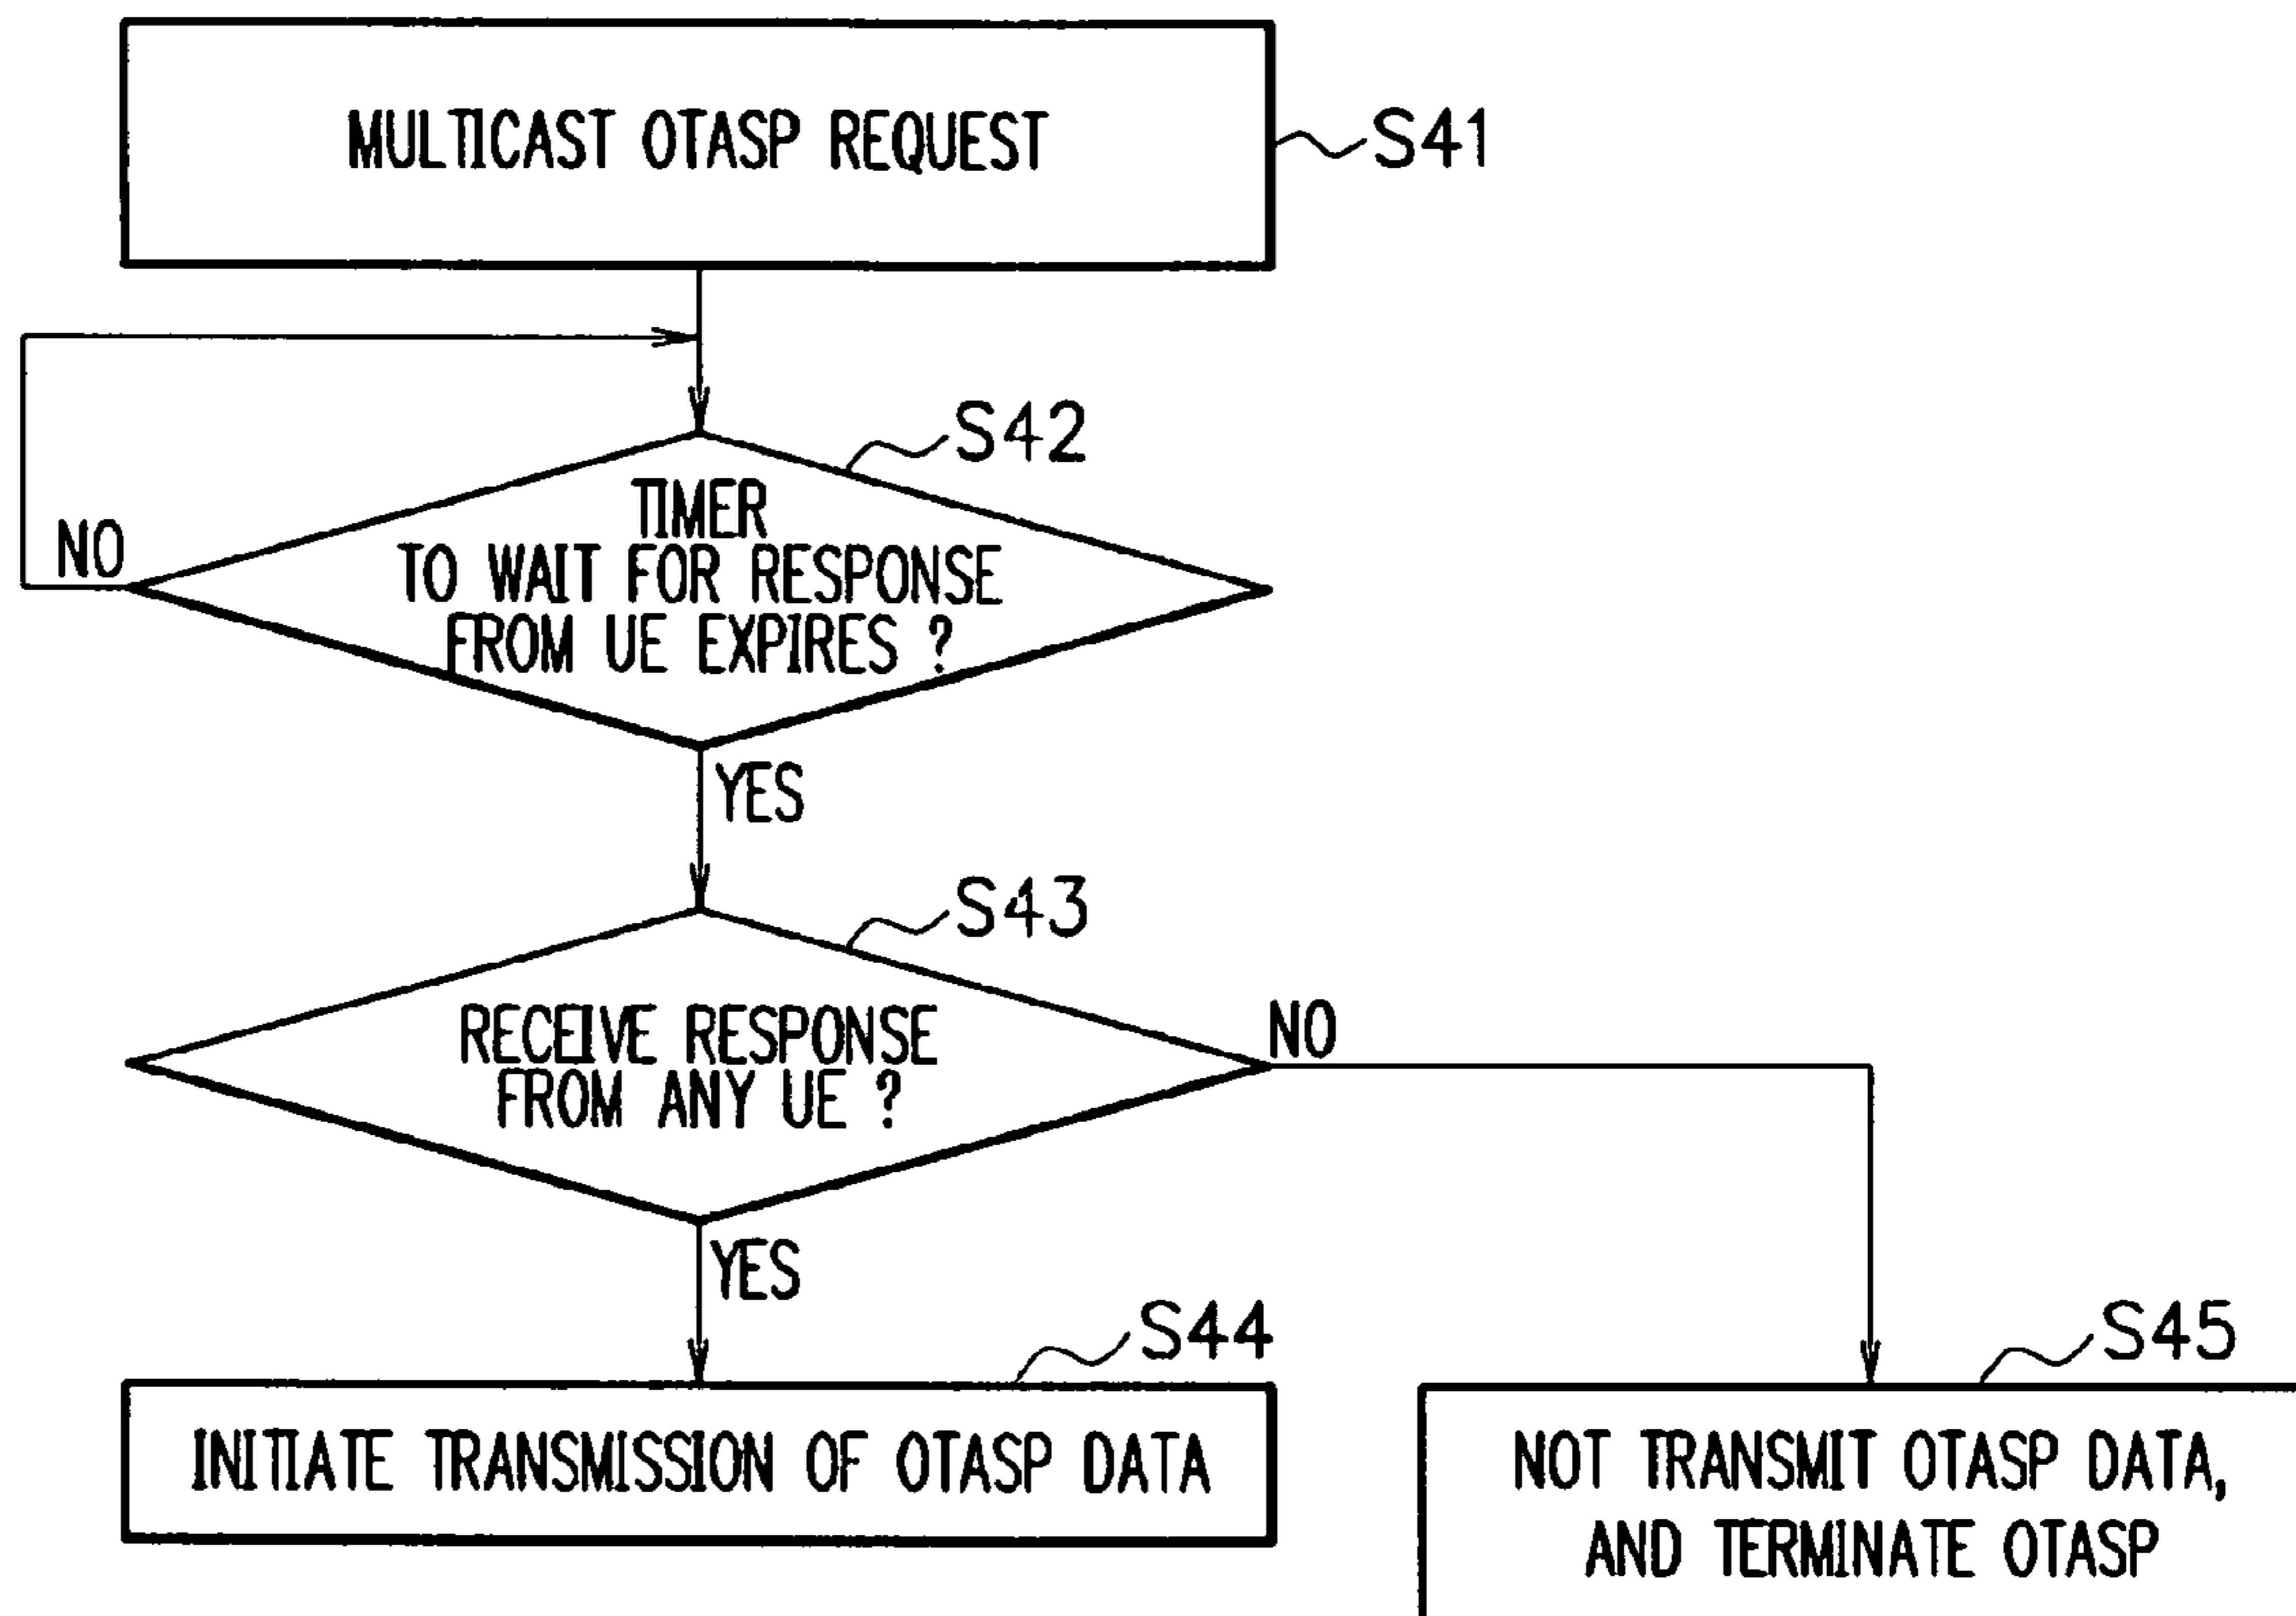 MULTICAST OTASP REQUEST
S41
S42
TIMER
TO WAIT FOR RESPONSE
FROM UE EXPIRES ?
NO
YES
S43
RECEIVE RESPONSE
FROM ANY UE ?
NO
YES
S44
INITIATE TRANSMISSION OF OTASP DATA
S45
NOT TRANSMIT OTASP DATA,
AND TERMINATE OTASP